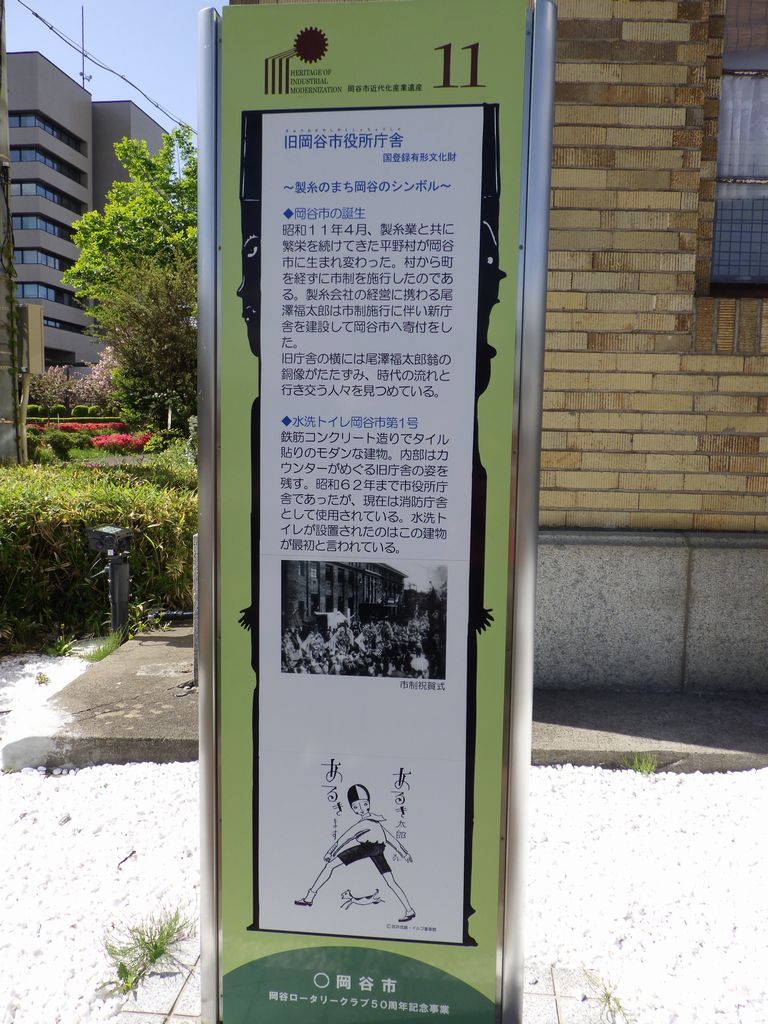 HERITAGE OF
INDUSTRIAL
MODERNIZATION 岡谷市近代化産業遺産
11
旧岡谷市役所庁舎
国登録有形文化財
～製糸のまち岡谷のシンボル～
◆岡谷市の誕生
昭和11年4月、製糸業と共に
繁栄を続けてきた平野村が岡谷
市に生まれ変わった。村から町
を経ずに市制を施行したのであ
る。製糸会社の経営に携わる尾
澤福太郎は市制施行に伴い新庁
舎を建設して岡谷市へ寄付をし
た。
旧庁舎の横には尾澤福太郎翁の
銅像がたたずみ、時代の流れと
行き交う人々を見つめている。
◆水洗トイレ岡谷市第1号
鉄筋コンクリート造りでタイル
貼りのモダンな建物。内部はカ
ウンターがめぐる旧庁舎の姿を
残す。昭和62年まで市役所庁
舎であったが、現在は消防庁舎
として使用されている。水洗ト
イレが設置されたのはこの建物
が最初と言われている。
市制祝賀式
あるき太郎
あるきます
○岡谷市
岡谷ロータリークラブ50周年記念事業